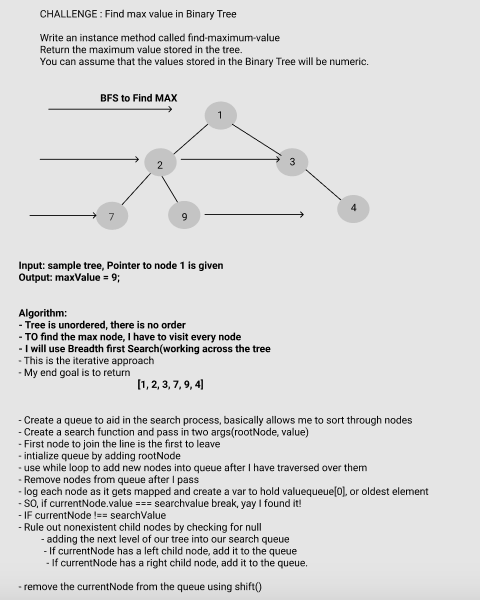 CHALLENGE : Find max value in Binary Tree
Write an instance method called find-maximum-value
Return the maximum value stored in the tree.
You can assume that the values stored in the Binary Tree will be numeric.
BFS to Find MAX
1
2
3
7
9
4
Input: sample tree, Pointer to node 1 is given
Output: maxValue = 9;
Algorithm:
- Tree is unordered, there is no order
- TO find the max node, I have to visit every node
- I will use Breadth first Search(working across the tree
- This is the iterative approach
- My end goal is to return
[1, 2, 3, 7, 9, 4]
- Create a queue to aid in the search process, basically allows me to sort through nodes
- Create a search function and pass in two args(rootNode, value)
- First node to join the line is the first to leave
- intialize queue by adding rootNode
- use while loop to add new nodes into queue after I have traversed over them
- Remove nodes from queue after I pass
- log each node as it gets mapped and create a var to hold valuequeue[0], or oldest element
- SO, if currentNode.value === searchvalue break, yay I found it!
- IF currentNode !== searchValue
- Rule out nonexistent child nodes by checking for null
- adding the next level of our tree into our search queue
- If currentNode has a left child node, add it to the queue
- If currentNode has a right child node, add it to the queue.
- remove the currentNode from the queue using shift()